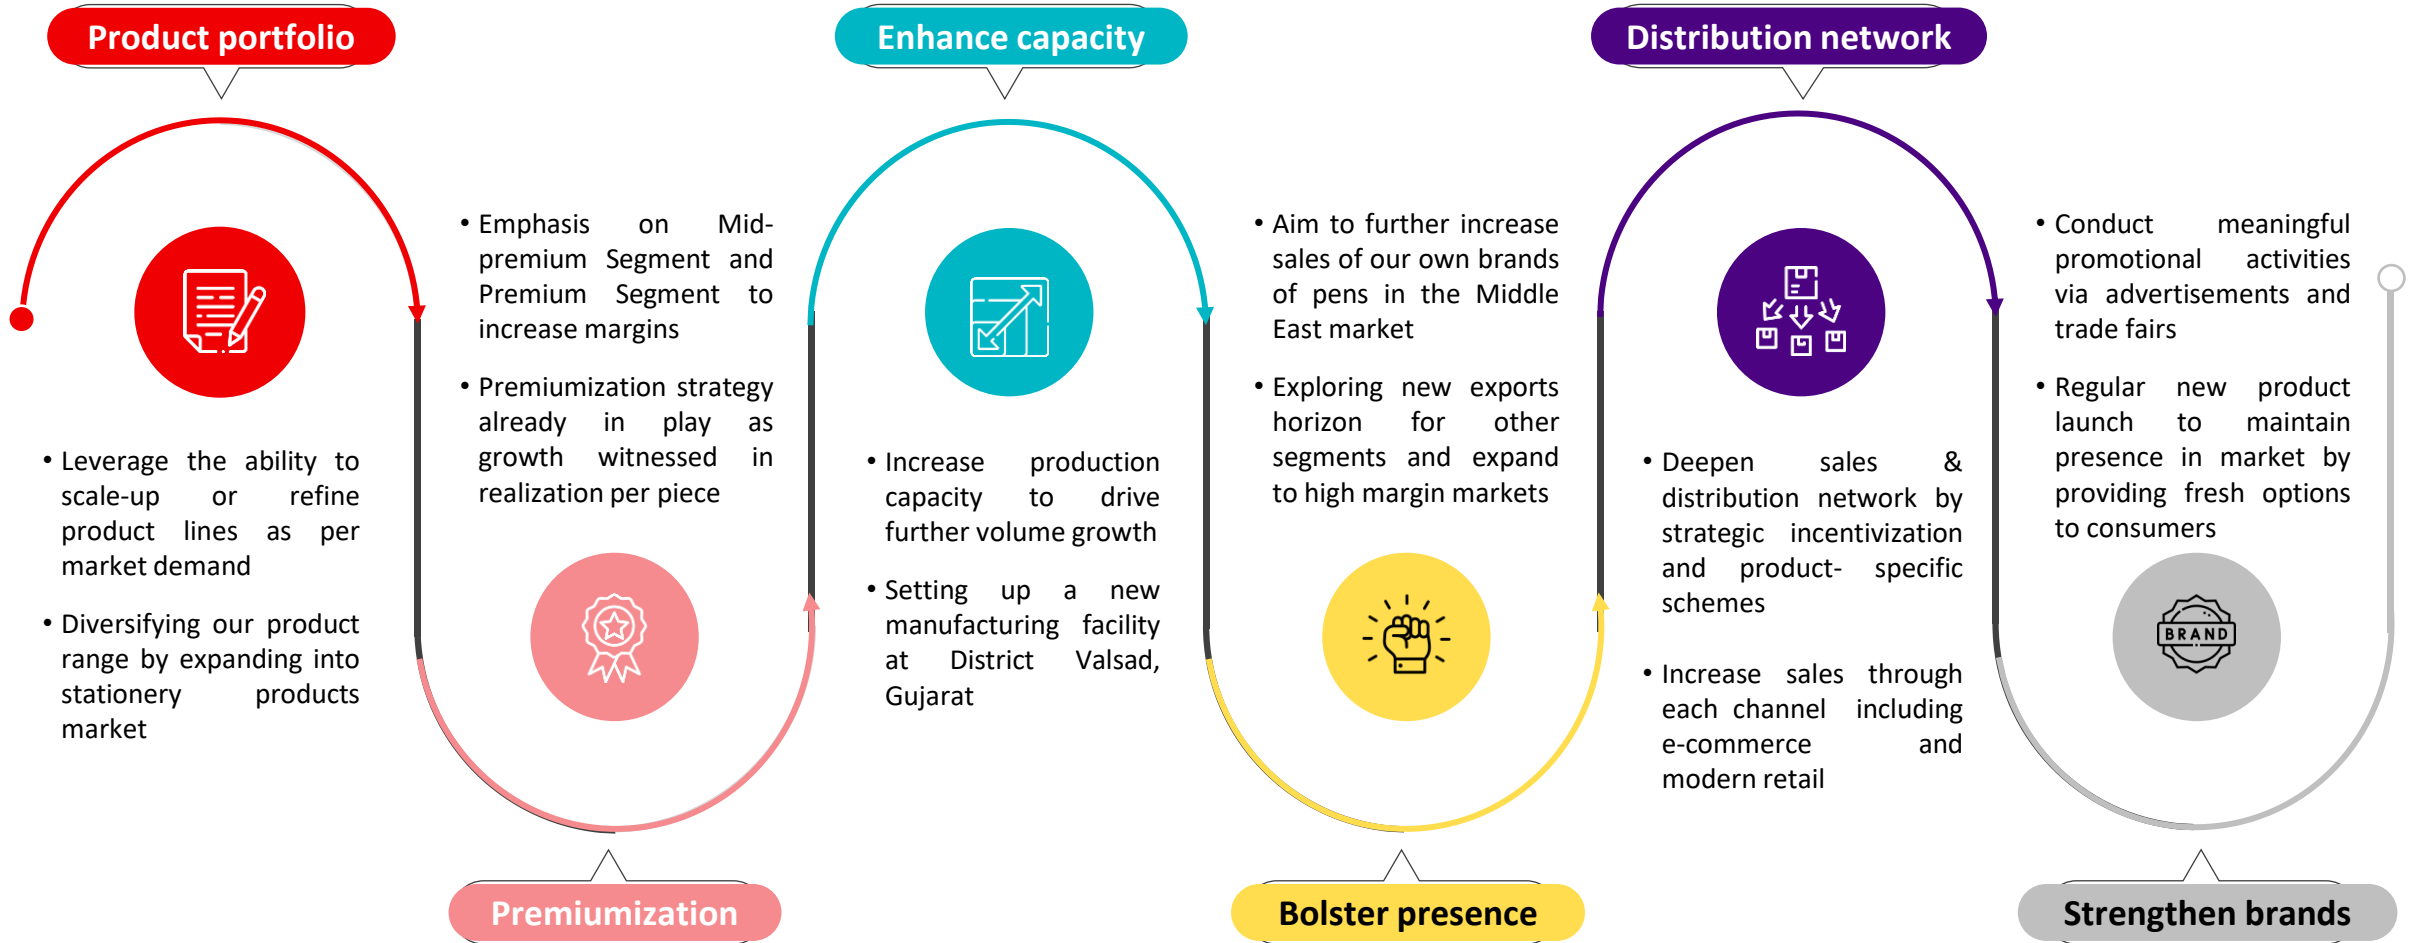 Product portfolio
• Leverage the ability to
scale-up or refine
product lines as per
market demand
• Diversifying our product
range by expanding into
stationery products
market
• Emphasis on Mid-
premium Segment and
Premium Segment to
increase margins
• Premiumization strategy
already in play as
growth witnessed in
realization per piece
Premiumization
Enhance capacity
• Increase production
capacity to drive
further volume growth
• Setting up a new
manufacturing facility
at District Valsad,
Gujarat
• Aim to further increase
sales of our own brands
of pens in the Middle
East market
• Exploring new exports
horizon for other
segments and expand
to high margin markets
Bolster presence
Distribution network
• Deepen sales &
distribution network by
strategic incentivization
and product- specific
schemes
• Increase sales through
each channel including
e-commerce and
modern retail
• Conduct meaningful
promotional activities
via advertisements and
trade fairs
• Regular new product
launch to maintain
presence in market by
providing fresh options
to consumers
BRAND
Strengthen brands